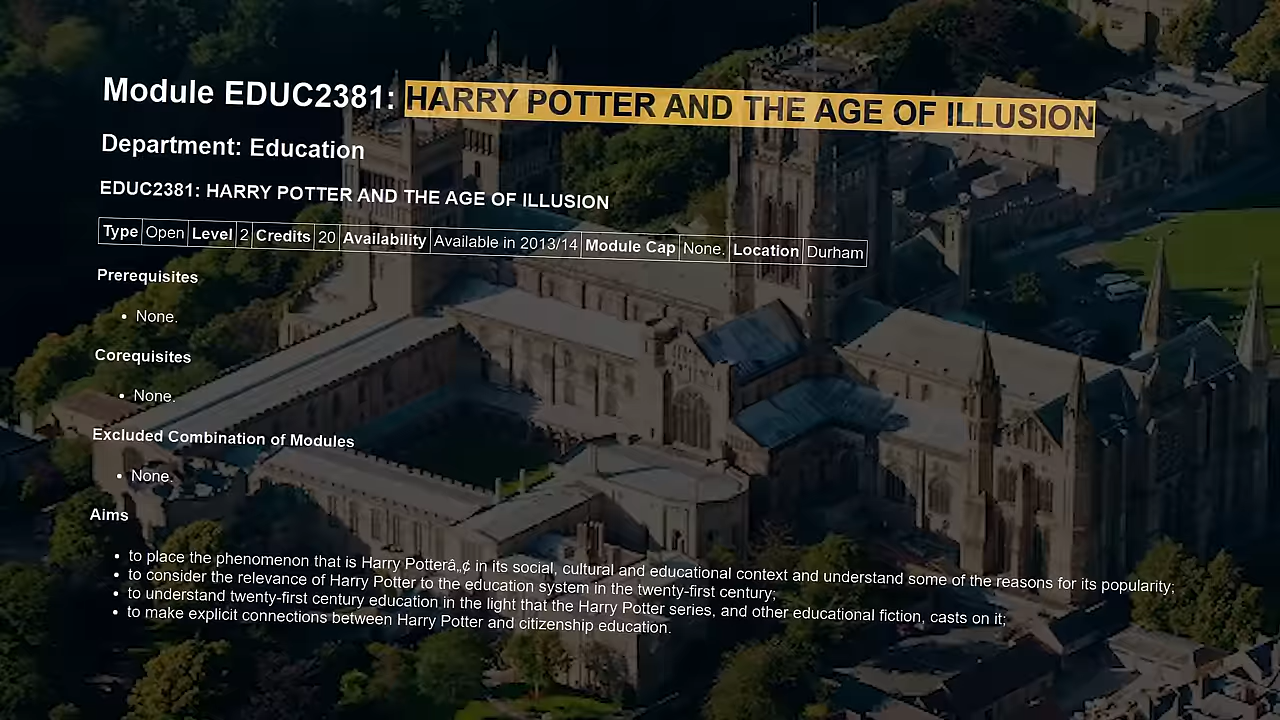 Module EDUC2381: HARRY POTTER AND THE AGE OF ILLUSION
Department: Education
EDUC2381: HARRY POTTER AND THE AGE OF ILLUSION
Type Open Level 2 Credits 20 Availability Available in 2013/14 Module Cap None. Location Durham
Prerequisites
• None.
Corequisites
• None.
Excluded Combination of Modules
• None.
Aims
• to place the phenomenon that is Harry Potterâ„¢ in its social, cultural and educational context and understand some of the reasons for its popularity;
• to consider the relevance of Harry Potter to the education system in the twenty-first century;
• to understand twenty-first century education in the light that the Harry Potter series, and other educational fiction, casts on it;
• to make explicit connections between Harry Potter and citizenship education.